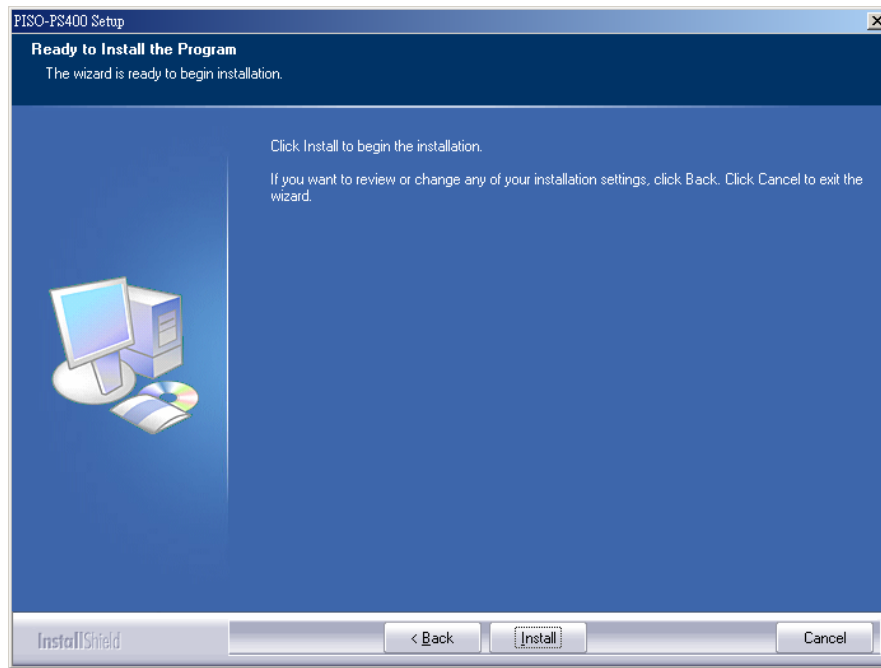 PISO-PS400 Setup
Ready to Install the Program
The wizard is ready to begin installation.
Click Install to begin the installation.
If you want to review or change any of your installation settings, click Back. Click Cancel to exit the
wizard.
InstallShield
< Back
Install
Cancel